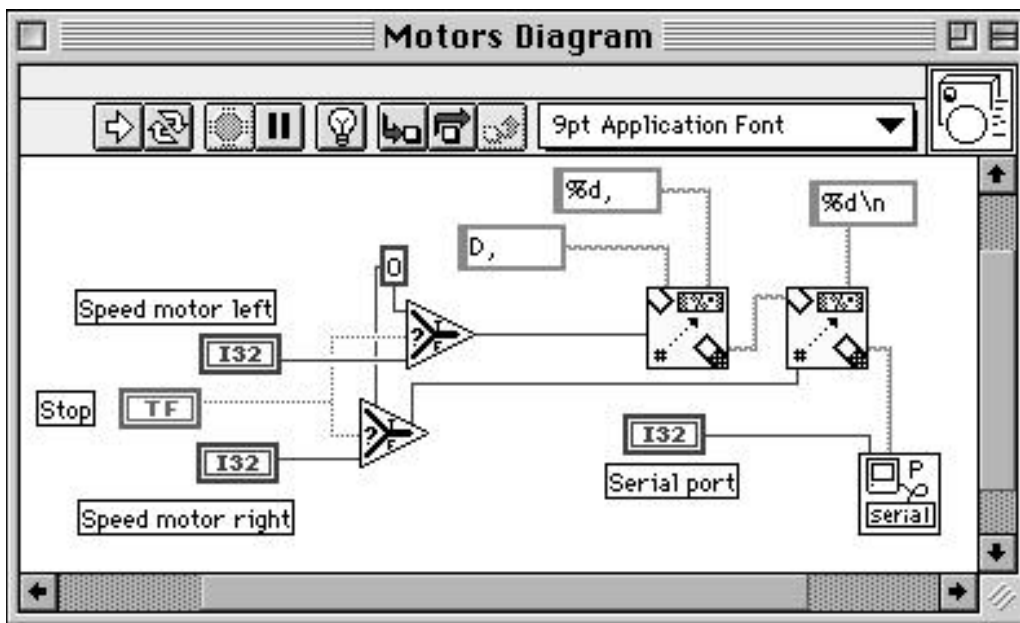 Motors Diagram
9pt Application Font
%d,
%d\n
D,
0
Speed motor left
T
?
F
I32
#
#
Stop
TF
T
?
F
I32
I32
P
Serial port
serial
Speed motor right